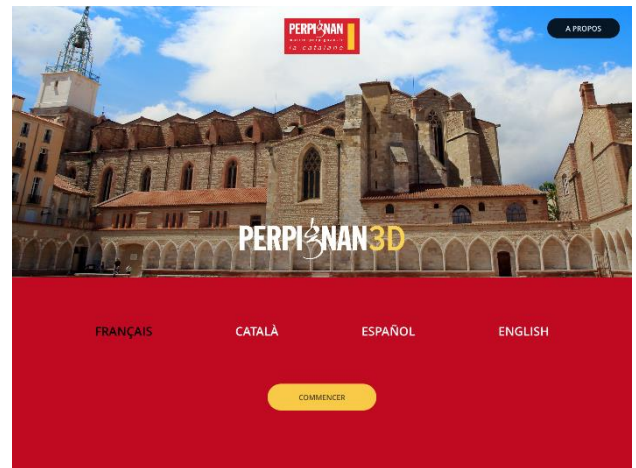 PERPIGNAN
la catalane
A PROPOS
PERPIGNAN3D
FRANÇAIS
CATALÀ
ESPAÑOL
ENGLISH
COMMENCER